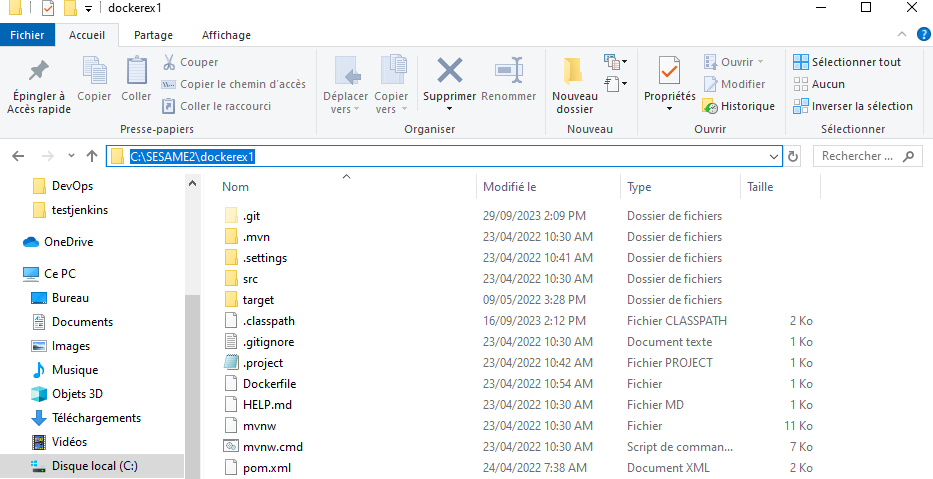 dockerex1
Fichier Accueil Partage Affichage
Épingler à Accès rapide
Copier
Coller
Couper
Copier le chemin d'accès
Coller le raccourci
Presse-papiers
Déplacer vers
Copier vers
Supprimer
Renommer
Organiser
Nouveau dossier
Nouveau
Propriétés
Ouvrir
Modifier
Historique
Ouvrir
Sélectionner tout
Aucun
Inverser la sélection
Sélectionner
C:\SESAME2\dockerex1
Rechercher ...
DevOps
testjenkins
OneDrive
Ce PC
Bureau
Documents
Images
Musique
Objets 3D
Téléchargements
Vidéos
Disque local (C:)
Nom Modifié le Type Taille
.git 29/09/2023 2:09 PM Dossier de fichiers
.mvn 23/04/2022 10:30 AM Dossier de fichiers
.settings 23/04/2022 10:41 AM Dossier de fichiers
src 23/04/2022 10:30 AM Dossier de fichiers
target 09/05/2022 3:28 PM Dossier de fichiers
.classpath 16/09/2023 2:12 PM Fichier CLASSPATH 2 Ko
.gitignore 23/04/2022 10:30 AM Document texte 1 Ko
.project 23/04/2022 10:42 AM Fichier PROJECT 1 Ko
Dockerfile 23/04/2022 10:54 AM Fichier 1 Ko
HELP.md 23/04/2022 10:30 AM Fichier MD 1 Ko
mvnw 23/04/2022 10:30 AM Fichier 11 Ko
mvnw.cmd 23/04/2022 10:30 AM Script de comman... 7 Ko
pom.xml 24/04/2022 7:38 AM Document XML 2 Ko